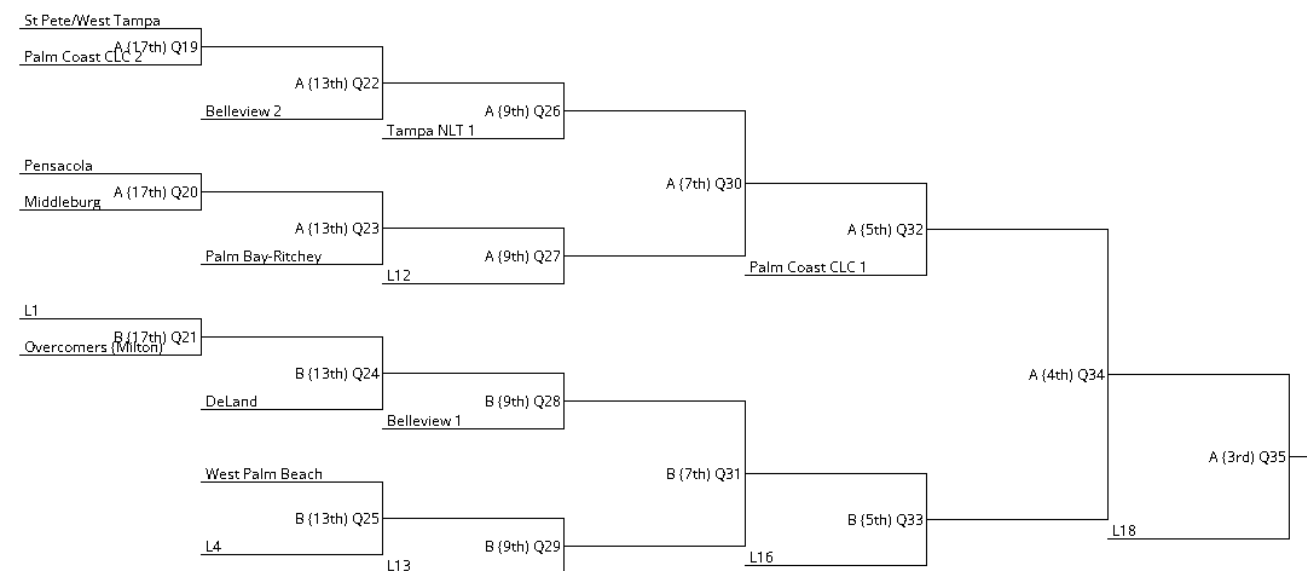 St Pete/West Tampa
A (17th) Q19
Palm Coast CLC 2
A (13th) Q22
Belleview 2
A (9th) Q26
Tampa NLT 1
Pensacola
A (17th) Q20
Middleburg
A (7th) Q30
A (13th) Q23
Palm Bay-Ritchey
A (9th) Q27
L12
A (5th) Q32
Palm Coast CLC 1
L1
B (17th) Q21
Overcomers (Milton)
B (13th) Q24
DeLand
B (9th) Q28
Belleview 1
A (4th) Q34
West Palm Beach
B (7th) Q31
A (3rd) Q35
B (13th) Q25
L4
B (9th) Q29
L13
B (5th) Q33
L16
L18